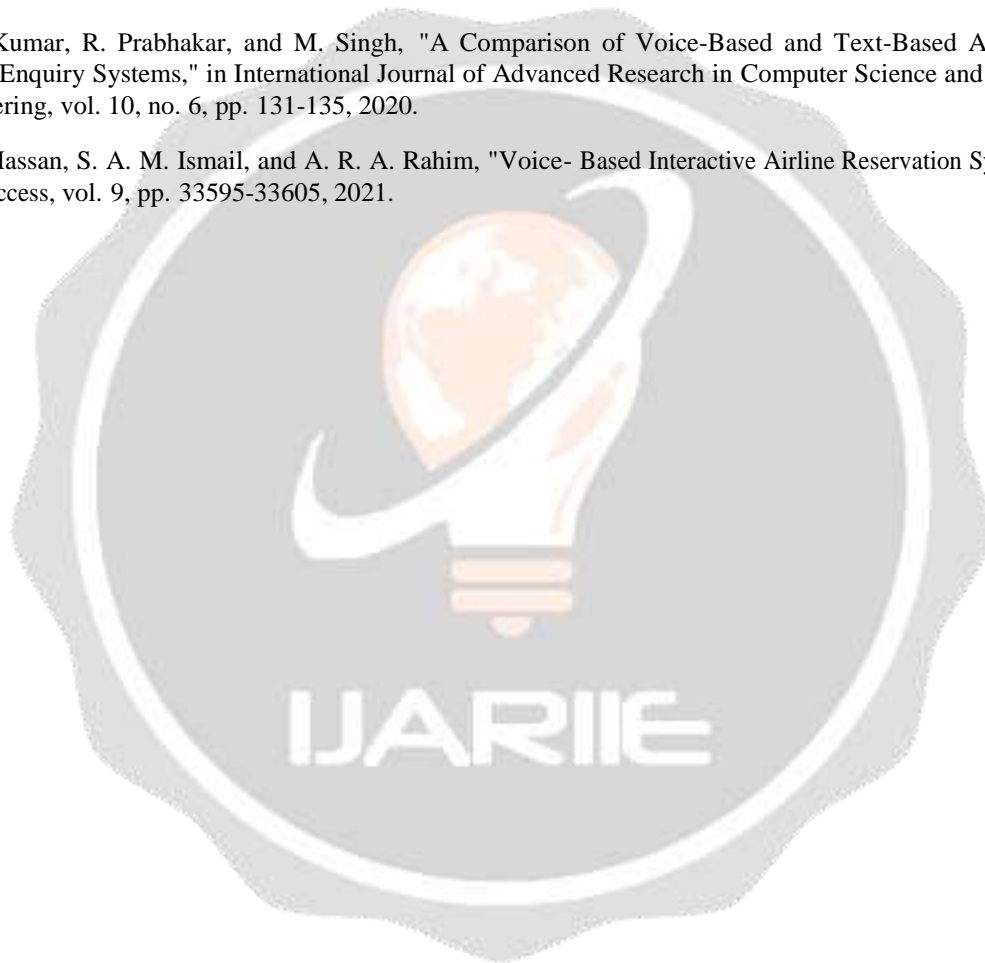 Kumar, R. Prabhakar, and M. Singh, "A Comparison of Voice-Based and Text-Based A
Enquiry Systems," in International Journal of Advanced Research in Computer Science and
ering, vol. 10, no. 6, pp. 131-135, 2020.
Hassan, S. A. M. Ismail, and A. R. A. Rahim, "Voice- Based Interactive Airline Reservation Sy
ccess, vol. 9, pp. 33595-33605, 2021.
IJARIIE